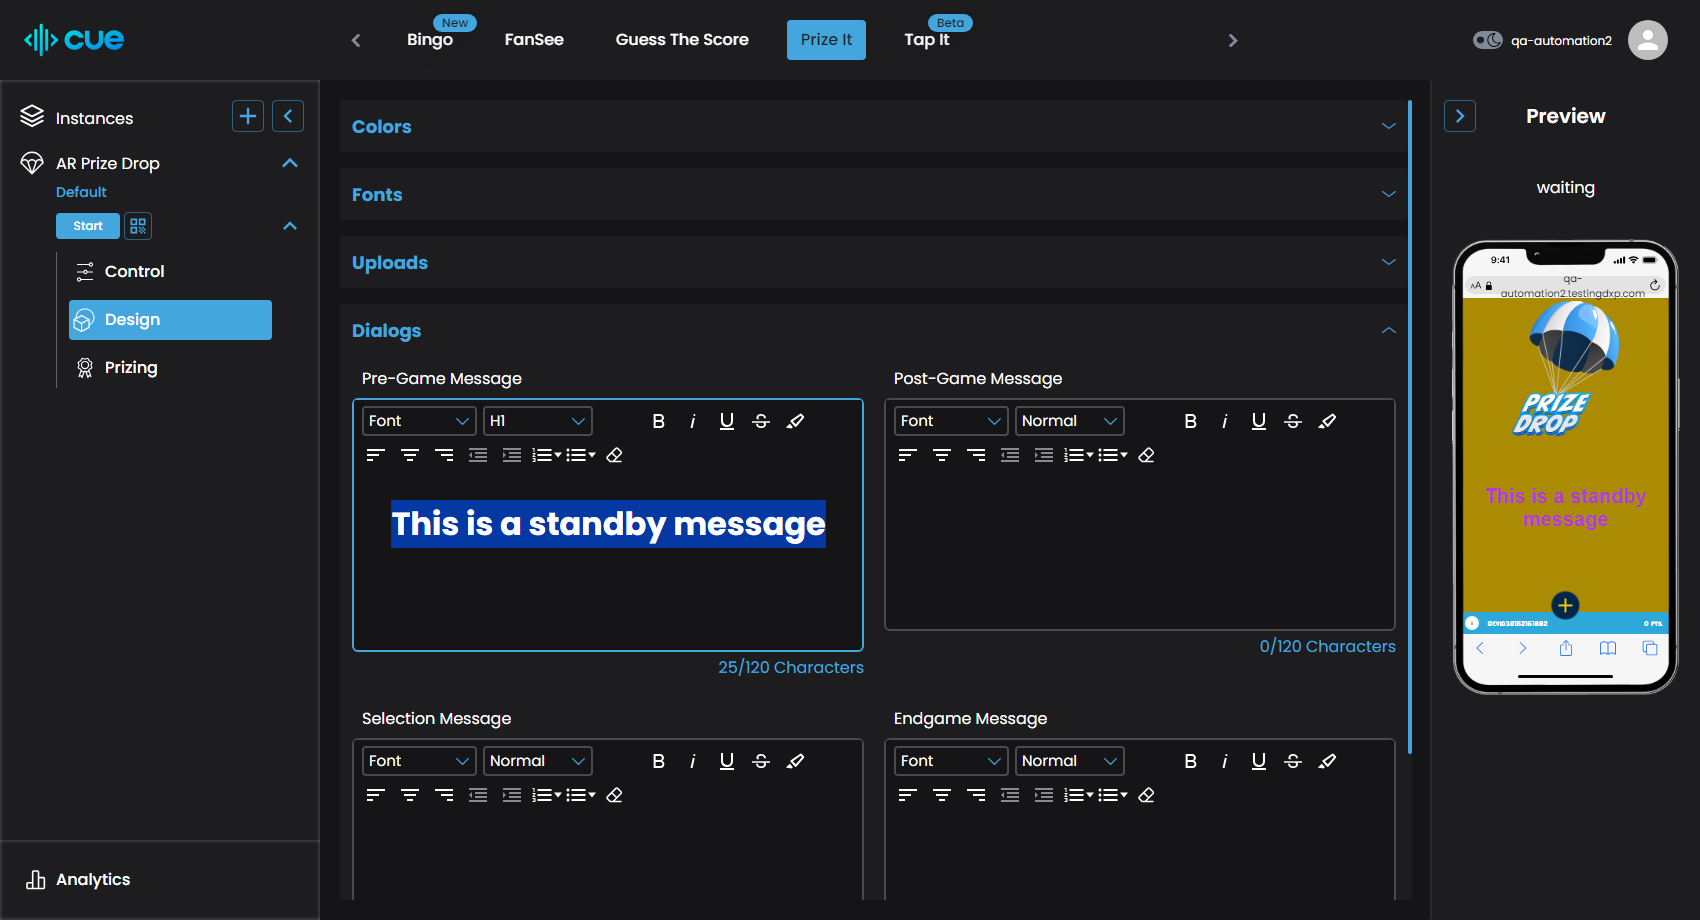 cue
New
Bingo
FanSee
Guess The Score
Prize It
Beta
Tap It
qa-automation2
Instances
AR Prize Drop
Default
Start
Control
Design
Prizing
Analytics
Colors
Fonts
Uploads
Dialogs
Pre-Game Message
Font
H1
B i U S
This is a standby message
25/120 Characters
Post-Game Message
Font
Normal
B i U S
0/120 Characters
Selection Message
Font
Normal
B i U S
Endgame Message
Font
Normal
B i U S
Preview
waiting
9:41
AA
qa-
automation2.testingdxp.com
PRIZE
DROP
This is a standby
message
0 PTS.